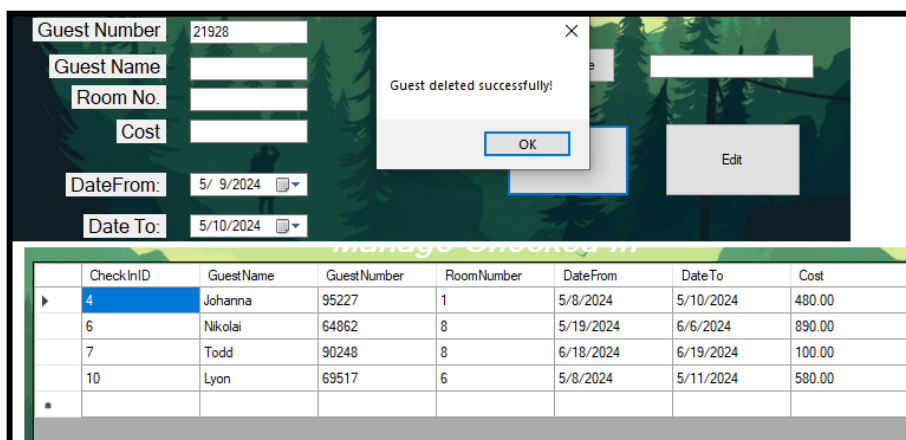 Guest Number 21928
Guest Name
Room No.
Cost
DateFrom: 5/ 9/2024
Date To: 5/10/2024
Guest deleted successfully!
OK
Edit
Manage Checked In
CheckInID GuestName GuestNumber RoomNumber DateFrom DateTo Cost
4 Johanna 95227 1 5/8/2024 5/10/2024 480.00
6 Nikolai 64862 8 5/19/2024 6/6/2024 890.00
7 Todd 90248 8 6/18/2024 6/19/2024 100.00
10 Lyon 69517 6 5/8/2024 5/11/2024 580.00